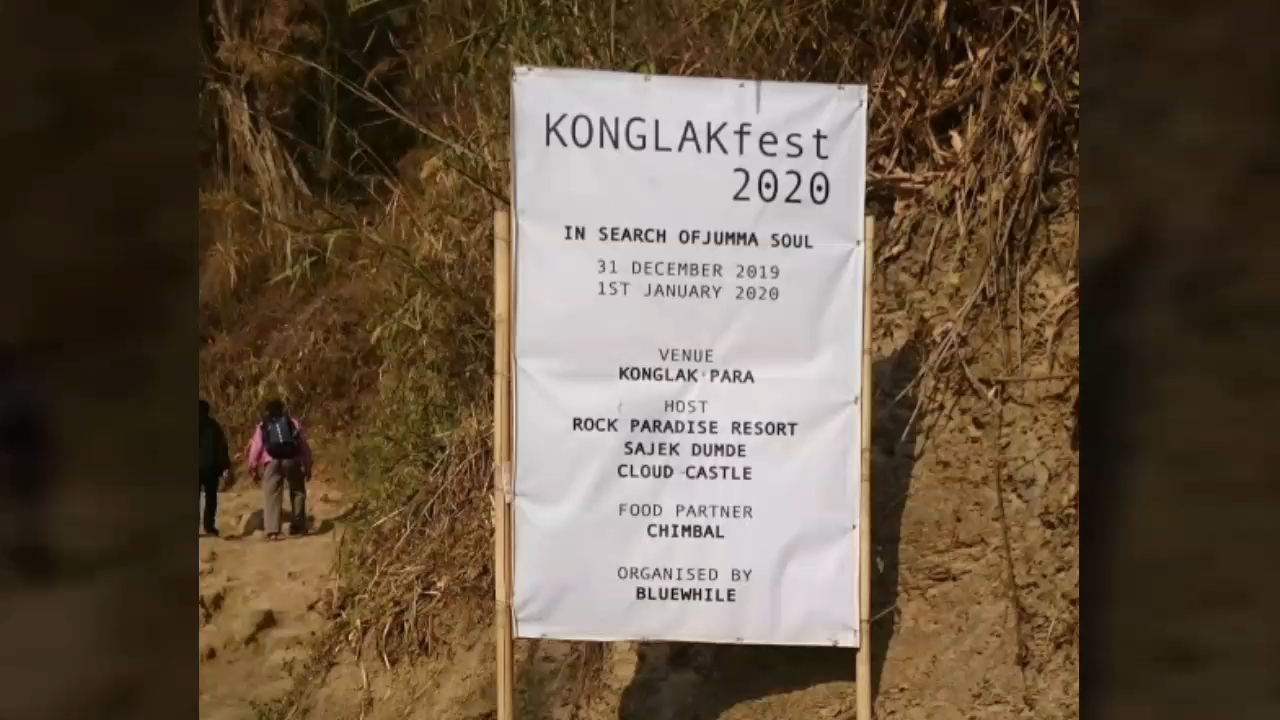 KONGLAKfest
2020
IN SEARCH OFJUMMA SOUL
31 DECEMBER 2019
1ST JANUARY 2020
VENUE
KONGLAK PARA
HOST
ROCK PARADISE RESORT
SAJEK DUMDE
CLOUD CASTLE
FOOD PARTNER
CHIMBAL
ORGANISED BY
BLUEWHILE